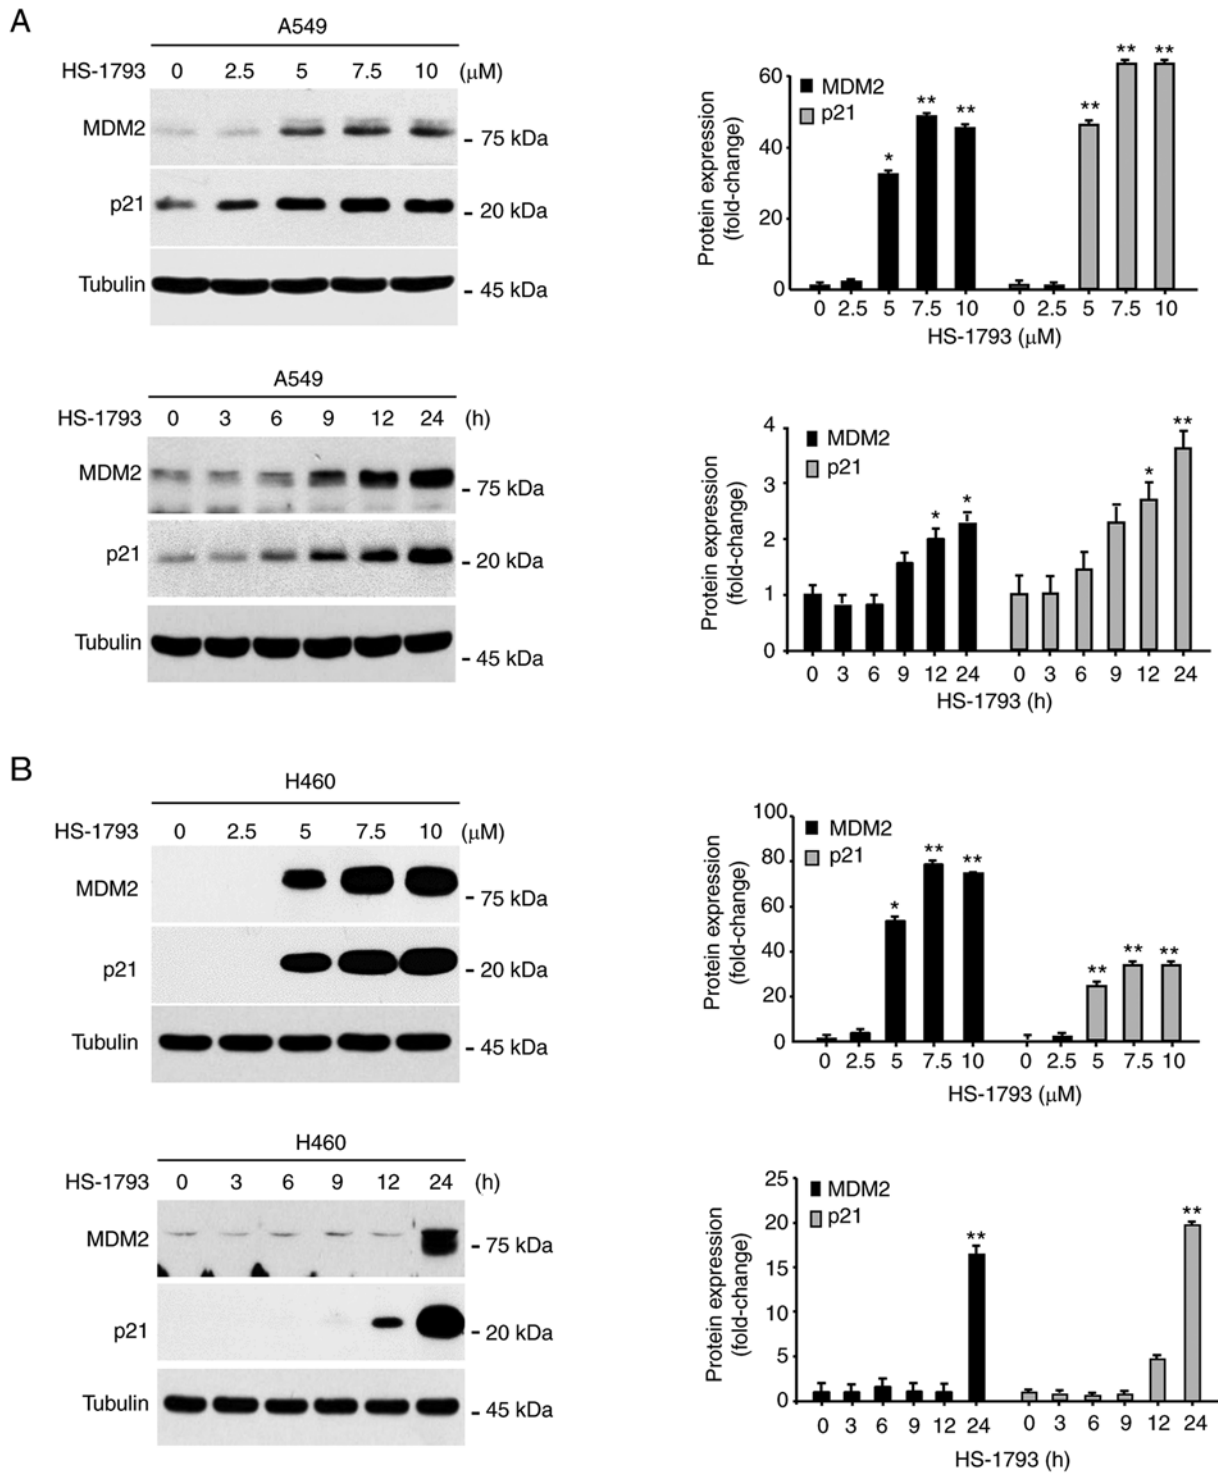 A
A549
HS-1793 0 2.5 5 7.5 10 (μM)
MDM2
- 75 kDa
p21
- 20 kDa
Tubulin
- 45 kDa
Protein expression
(fold-change)
60
40
20
0
MDM2
p21
* ** ** ** ** **
0 2.5 5 7.5 10 0 2.5 5 7.5 10
HS-1793 (μM)
A549
HS-1793 0 3 6 9 12 24 (h)
MDM2
- 75 kDa
p21
- 20 kDa
Tubulin
- 45 kDa
Protein expression
(fold-change)
4
3
2
1
0
MDM2
p21
* * * **
0 3 6 9 12 24 0 3 6 9 12 24
HS-1793 (h)
B
H460
HS-1793 0 2.5 5 7.5 10 (μM)
MDM2
- 75 kDa
p21
- 20 kDa
Tubulin
- 45 kDa
Protein expression
(fold-change)
100
80
60
40
20
0
MDM2
p21
* ** ** ** ** **
0 2.5 5 7.5 10 0 2.5 5 7.5 10
HS-1793 (μM)
H460
HS-1793 0 3 6 9 12 24 (h)
MDM2
- 75 kDa
p21
- 20 kDa
Tubulin
- 45 kDa
Protein expression
(fold-change)
25
20
15
10
5
0
MDM2
p21
** **
0 3 6 9 12 24 0 3 6 9 12 24
HS-1793 (h)